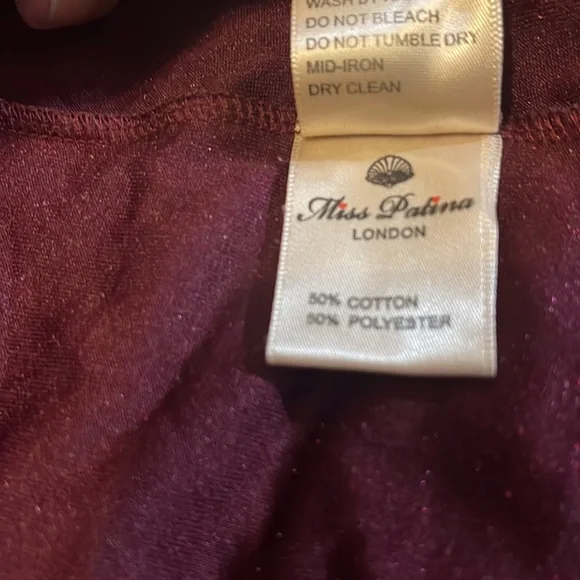 DO NOT BLEACH
DO NOT TUMBLE DRY
MID-IRON
DRY CLEAN
Miss Patina
LONDON
50% COTTON
50% POLYESTER